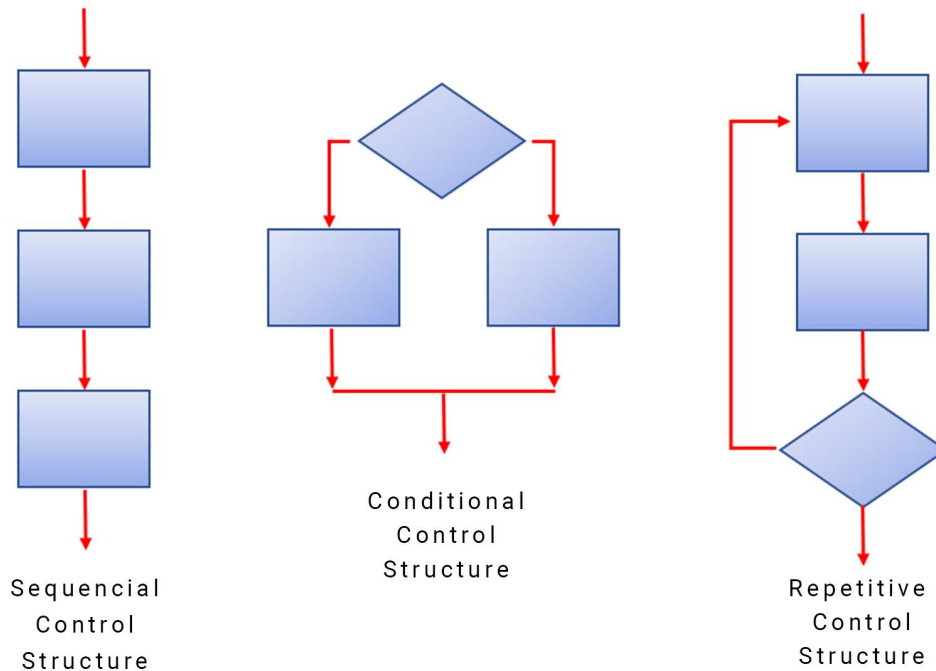 Sequencial
Control
Structure
Conditional
Control
Structure
Repetitive
Control
Structure